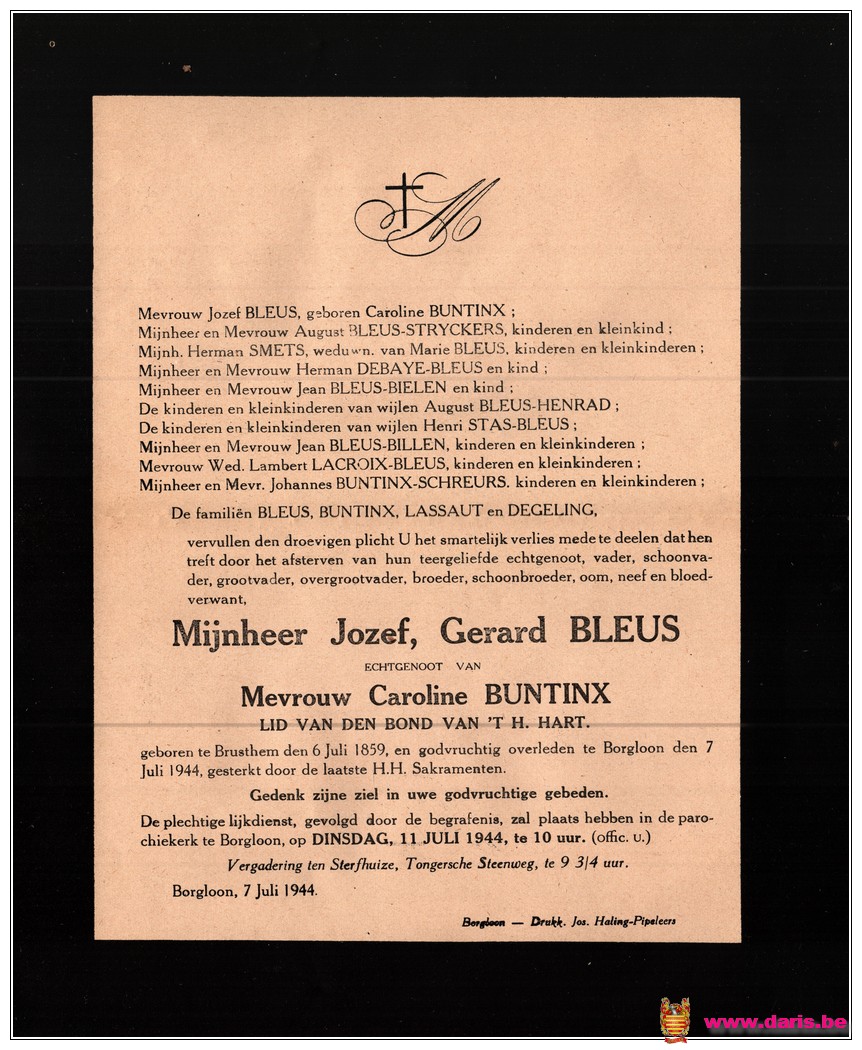 M
Mevrouw Jozef BLEUS, geboren Caroline BUNTINX ;
Mijnheer en Mevrouw August BLEUS-STRYCKERS, kinderen en kleinkind ;
Mijnh. Herman SMETS, weduwn. van Marie BLEUS, kinderen en kleinkinderen ;
Mijnheer en Mevrouw Herman DEBAYE-BLEUS en kind ;
Mijnheer en Mevrouw Jean BLEUS-BIELEN en kind ;
De kinderen en kleinkinderen van wijlen August BLEUS-HENRAD ;
De kinderen en kleinkinderen van wijlen Henri STAS-BLEUS ;
Mijnheer en Mevrouw Jean BLEUS-BILLEN, kinderen en kleinkinderen ;
Mevrouw Wed. Lambert LACROIX-BLEUS, kinderen en kleinkinderen ;
Mijnheer en Mevr. Johannes BUNTINX-SCHREURS. kinderen en kleinkinderen ;
De familiën BLEUS, BUNTINX, LASSAUT en DEGELING,
vervullen den droevigen plicht U het smartelijk verlies mede te deelen dat hen
treft door het afsterven van hun teergeliefde echtgenoot, vader, schoonva-
der, grootvader, overgrootvader, broeder, schoonbroeder, oom, neef en bloed-
verwant,
Mijnheer Jozef, Gerard BLEUS
ECHTGENOOT VAN
Mevrouw Caroline BUNTINX
LID VAN DEN BOND VAN 'T H. HART.
geboren te Brusthem den 6 Juli 1859, en godvruchtig overleden te Borgloon den 7
Juli 1944, gesterkt door de laatste H.H. Sakramenten.
Gedenk zijne ziel in uwe godvruchtige gebeden.
De plechtige lijkdienst, gevolgd door de begrafenis, zal plaats hebben in de paro-
chiekerk te Borgloon, op DINSDAG, 11 JULI 1944, te 10 uur. (offic. u.)
Vergadering ten Sterfhuize, Tongersche Steenweg, te 9 3/4 uur.
Borgloon, 7 Juli 1944.
Borgloon — Drukk. Jos. Haling-Pipeleers
www.daris.be